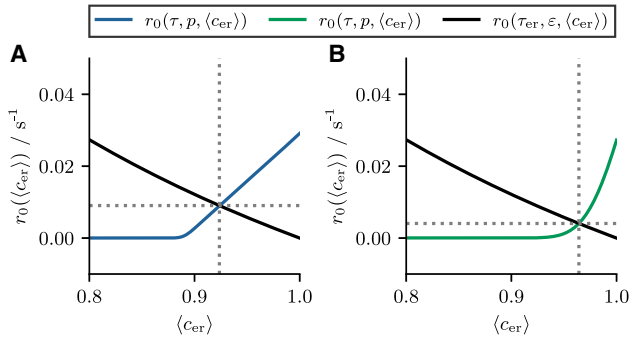 r₀(τ, p, ⟨c_er⟩) r₀(τ, p, ⟨c_er⟩) r₀(τ_er, ε, ⟨c_er⟩)
A B
r₀(⟨c_er⟩) / s⁻¹
0.04
0.02
0.00
0.8 0.9 1.0
⟨c_er⟩
r₀(⟨c_er⟩) / s⁻¹
0.04
0.02
0.00
0.8 0.9 1.0
⟨c_er⟩